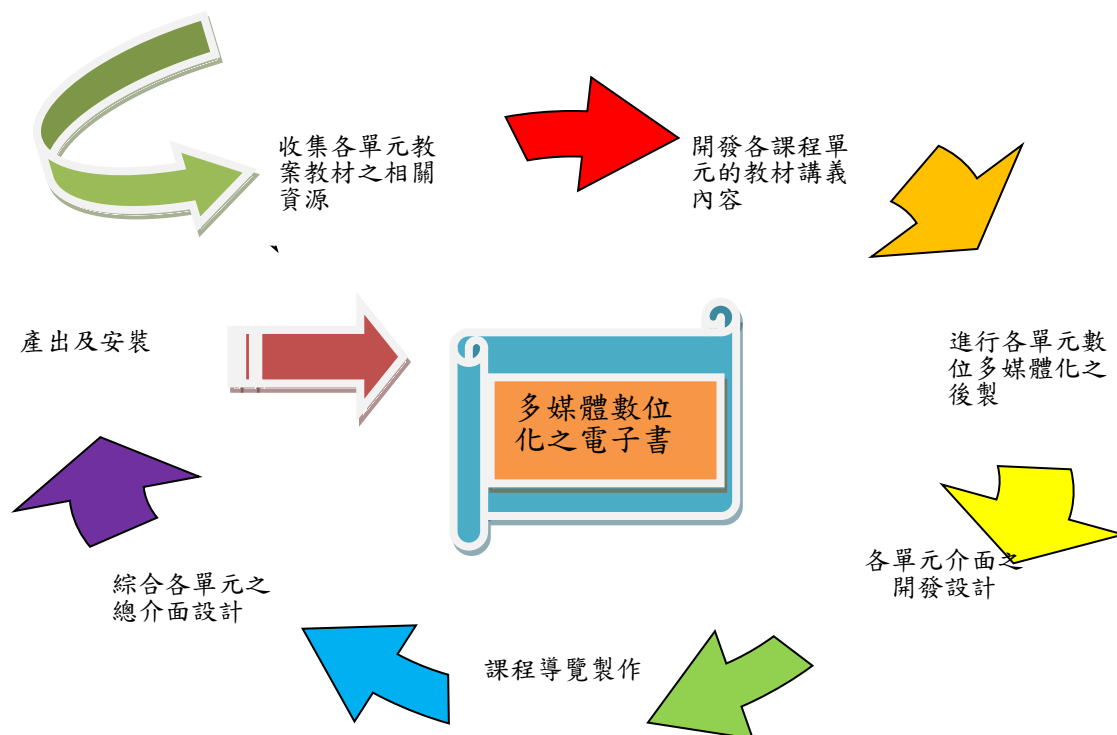 收集各單元教
案教材之相關
資源
開發各課程單
元的教材講義
內容
進行各單元數
位多媒體化之
後製
各單元介面之
開發設計
課程導覽製作
綜合各單元之
總介面設計
產出及安裝
多媒體數位
化之電子書
、